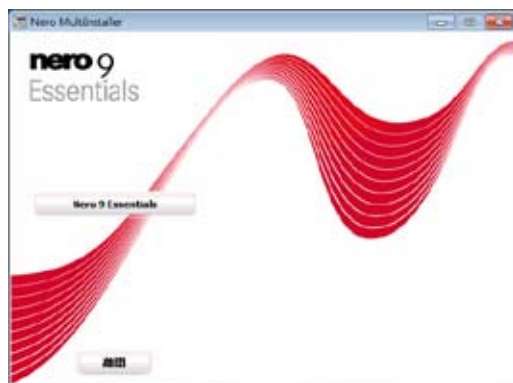 Nero MultiInstaller
nero 9
Essentials
Nero 9 Essentials